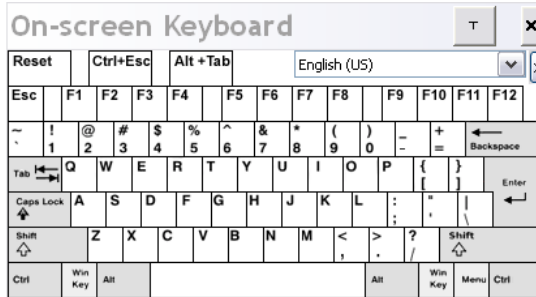 On-screen Keyboard T x
Reset Ctrl+Esc Alt +Tab English (US)
Esc F1 F2 F3 F4 F5 F6 F7 F8 F9 F10 F11 F12
~ ! @ # $ % ^ & * ( ) _ +
` 1 2 3 4 5 6 7 8 9 0 - = Backspace
Tab Q W E R T Y U I O P { }
[ ] Enter
Caps Lock A S D F G H J K L : " |
; ' \
Shift Z X C V B N M < > ? Shift
, . /
Ctrl Win Key Alt Alt Win Key Menu Ctrl